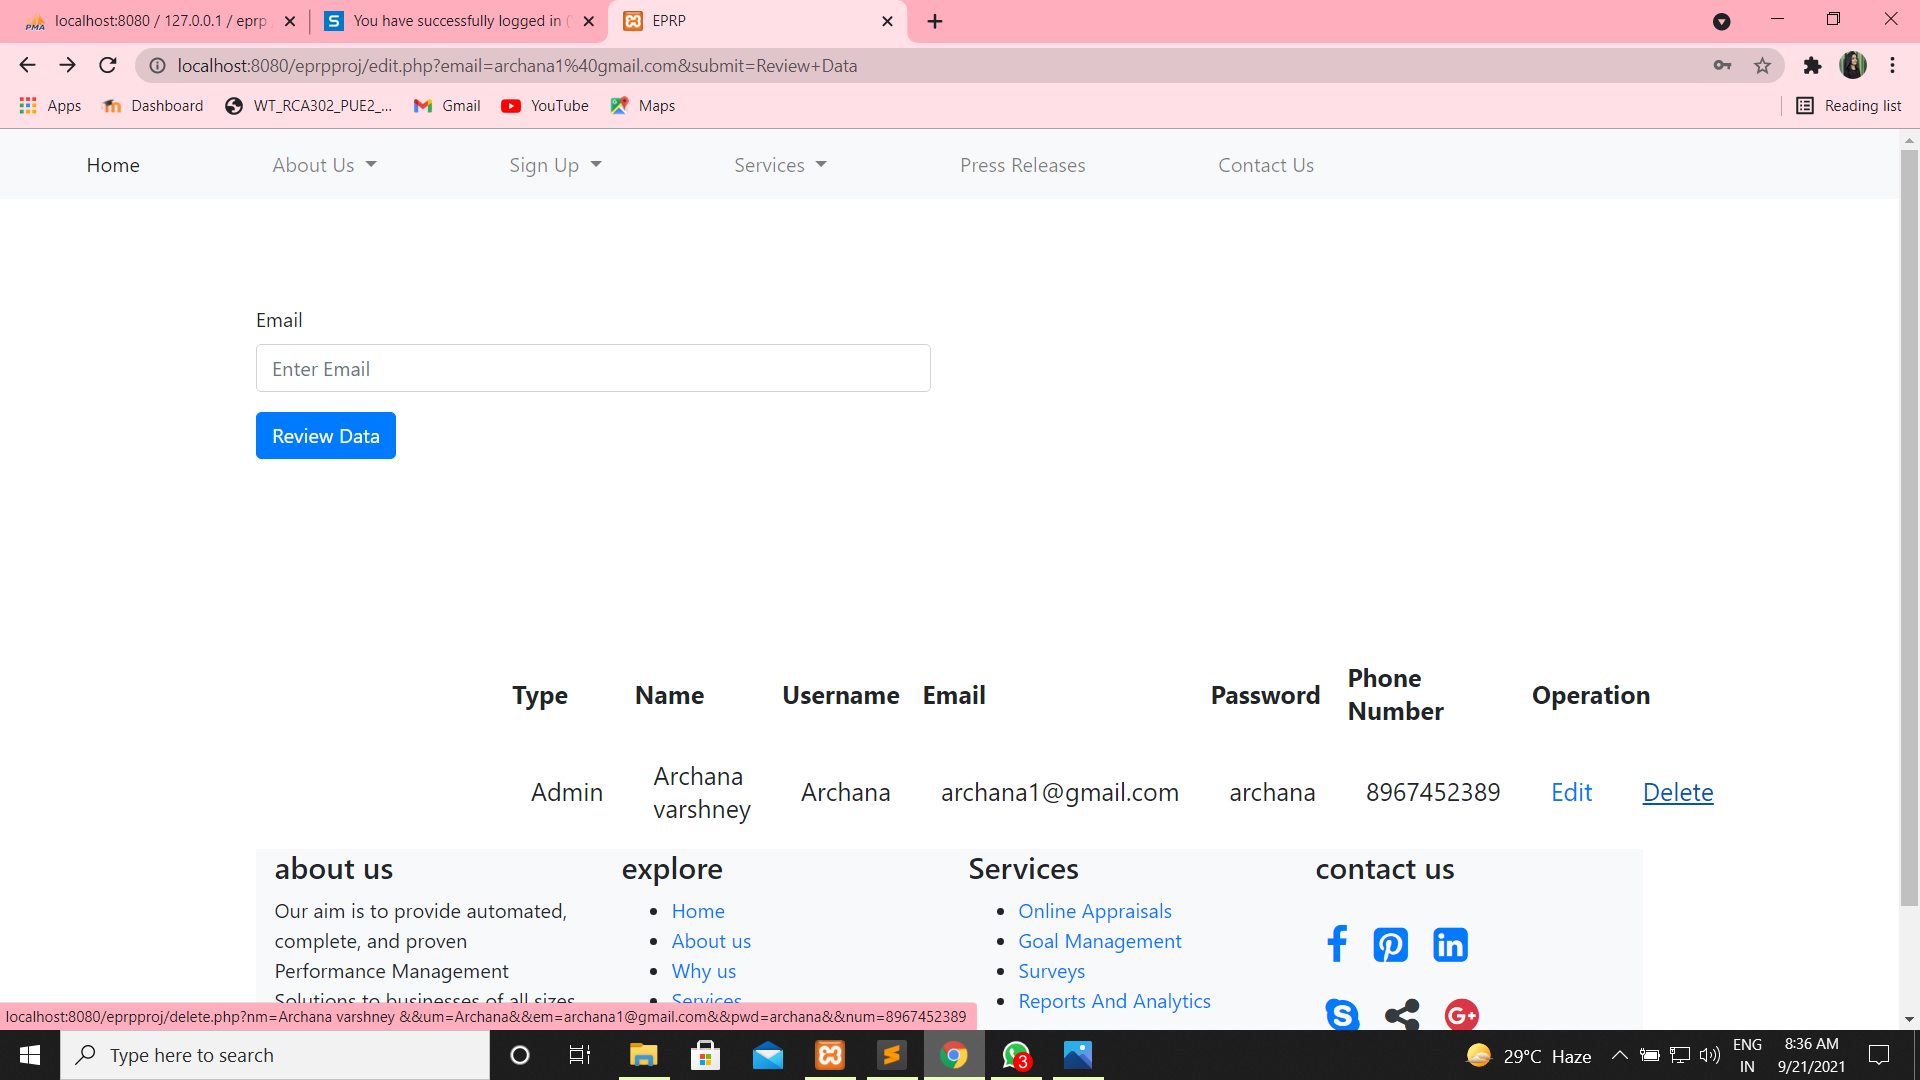 localhost:8080 / 127.0.0.1 / eprp
You have successfully logged in
EPRP
localhost:8080/eprpproj/edit.php?email=archana1%40gmail.com&submit=Review+Data
Apps
Dashboard
WT_RCA302_PUE2_...
Gmail
YouTube
Maps
Reading list
Home
About Us
Sign Up
Services
Press Releases
Contact Us
Email
Enter Email
Review Data
Type Name Username Email Password Phone Number Operation
Admin Archana varshney Archana archana1@gmail.com archana 8967452389 Edit Delete
about us
Our aim is to provide automated,
complete, and proven
Performance Management
Solutions to businesses of all sizes
explore
Home
About us
Why us
Services
Services
Online Appraisals
Goal Management
Surveys
Reports And Analytics
contact us
localhost:8080/eprpproj/delete.php?nm=Archana varshney &&um=Archana&&em=archana1@gmail.com&&pwd=archana&&num=8967452389
Type here to search
3
29°C Haze
ENG
IN
8:36 AM
9/21/2021